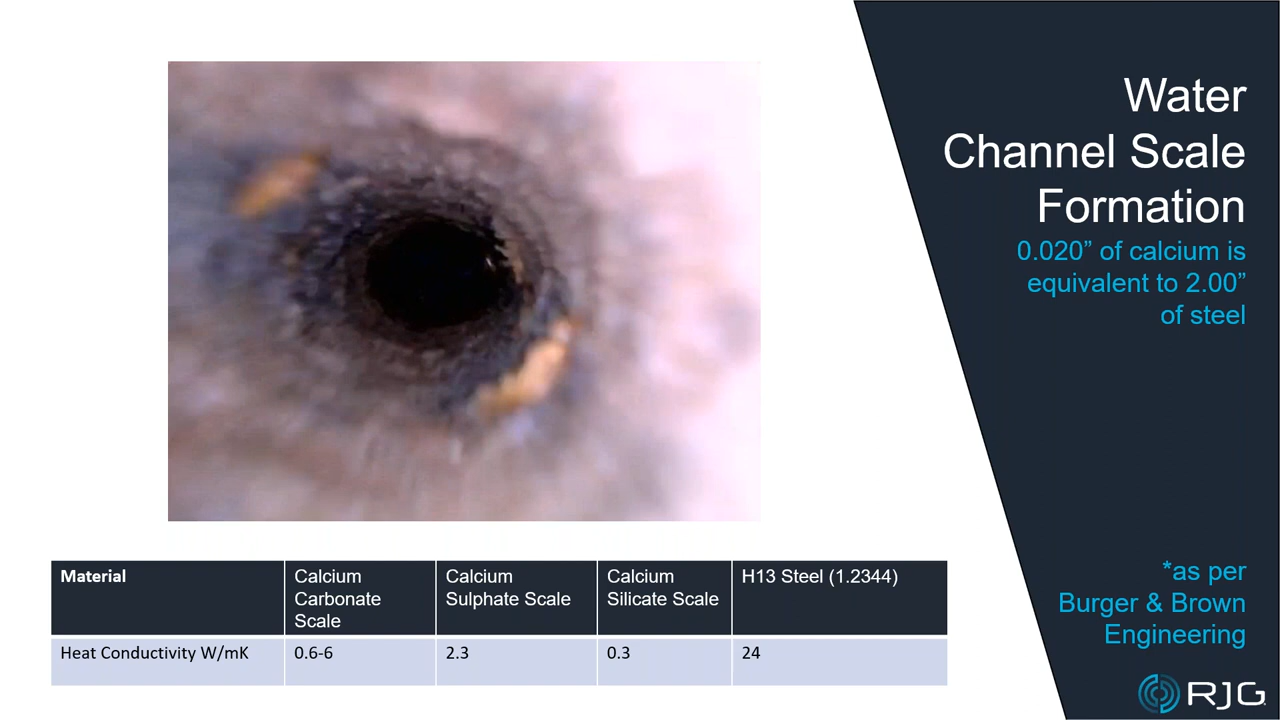 Water
Channel Scale
Formation
0.020” of calcium is
equivalent to 2.00”
of steel
Material
Calcium
Carbonate
Scale
Calcium
Sulphate Scale
Calcium
Silicate Scale
H13 Steel (1.2344)
Heat Conductivity W/mK
0.6-6
2.3
0.3
24
*as per
Burger & Brown
Engineering
RJG